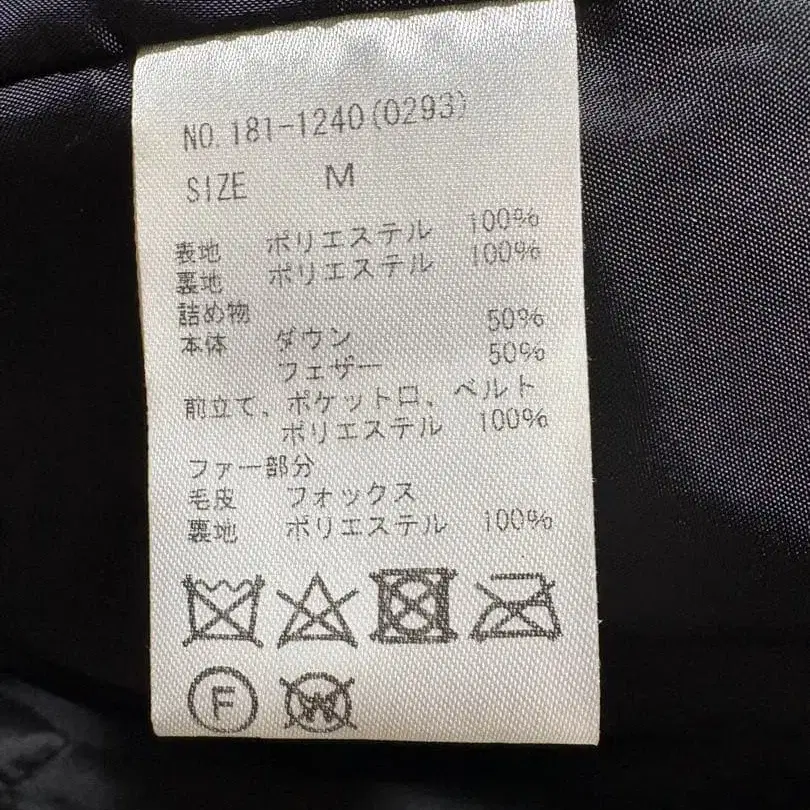 NO.181-1240(0293)
SIZE M
表地 ポリエステル 100%
裏地 ポリエステル 100%
詰め物
本体 ダウン 50%
フェザー 50%
前立て、ポケット口、ベルト
ポリエステル 100%
ファー部分
毛皮 フォックス
裏地 ポリエステル 100%
F W